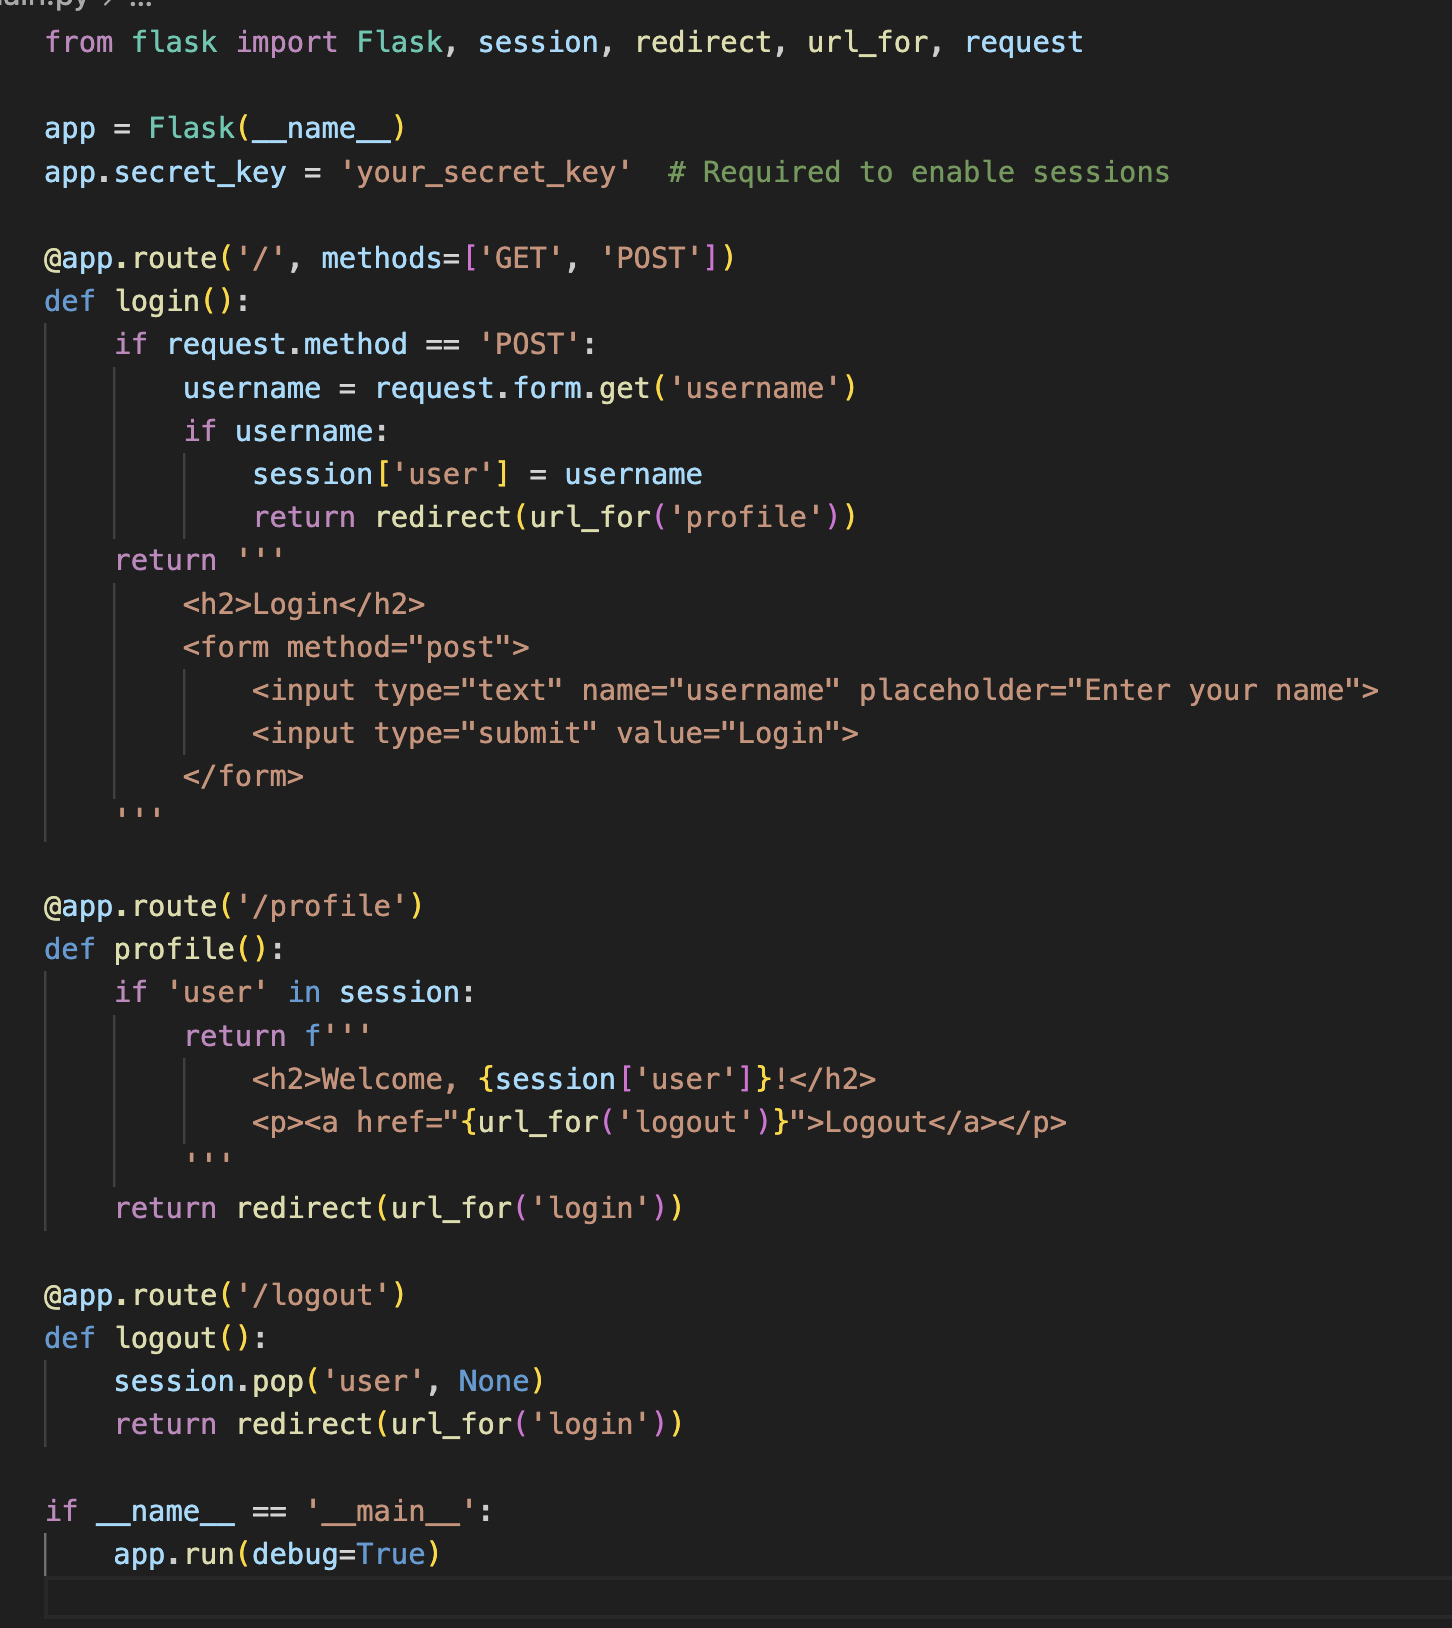 from flask import Flask, session, redirect, url_for, request

app = Flask(__name__)
app.secret_key = 'your_secret_key'  # Required to enable sessions

@app.route('/', methods=['GET', 'POST'])
def login():
    if request.method == 'POST':
        username = request.form.get('username')
        if username:
            session['user'] = username
            return redirect(url_for('profile'))
    return '''
        <h2>Login</h2>
        <form method="post">
            <input type="text" name="username" placeholder="Enter your name">
            <input type="submit" value="Login">
        </form>
    '''

@app.route('/profile')
def profile():
    if 'user' in session:
        return f'''
            <h2>Welcome, {session['user']}!</h2>
            <p><a href="{url_for('logout')}">Logout</a></p>
        '''
    return redirect(url_for('login'))

@app.route('/logout')
def logout():
    session.pop('user', None)
    return redirect(url_for('login'))

if __name__ == '__main__':
    app.run(debug=True)